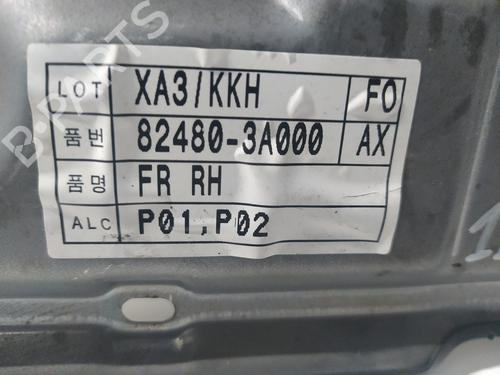 LOT XA3/KKH FO
품번 82480-3A000 AX
품명 FR RH
ALC P01,P02
B-PARTS